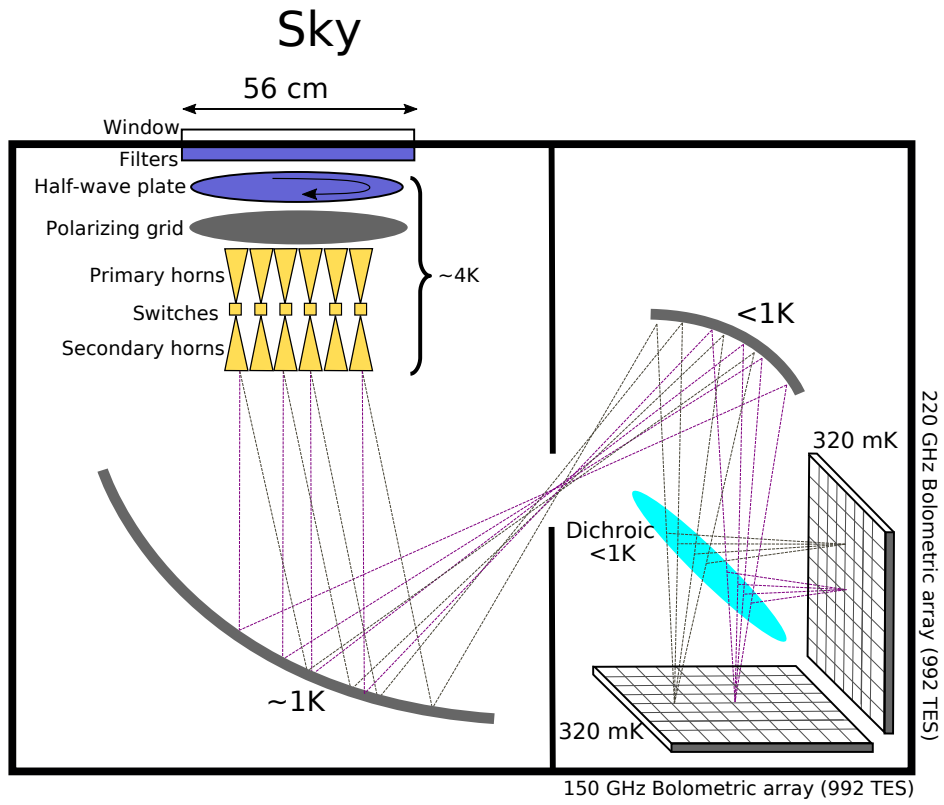 Sky
56 cm
Window
Filters
Half-wave plate
Polarizing grid
Primary horns
~4K
Switches
Secondary horns
<1K
320 mK
Dichroic
<1K
~1K
320 mK
220 GHz Bolometric array (992 TES)
150 GHz Bolometric array (992 TES)